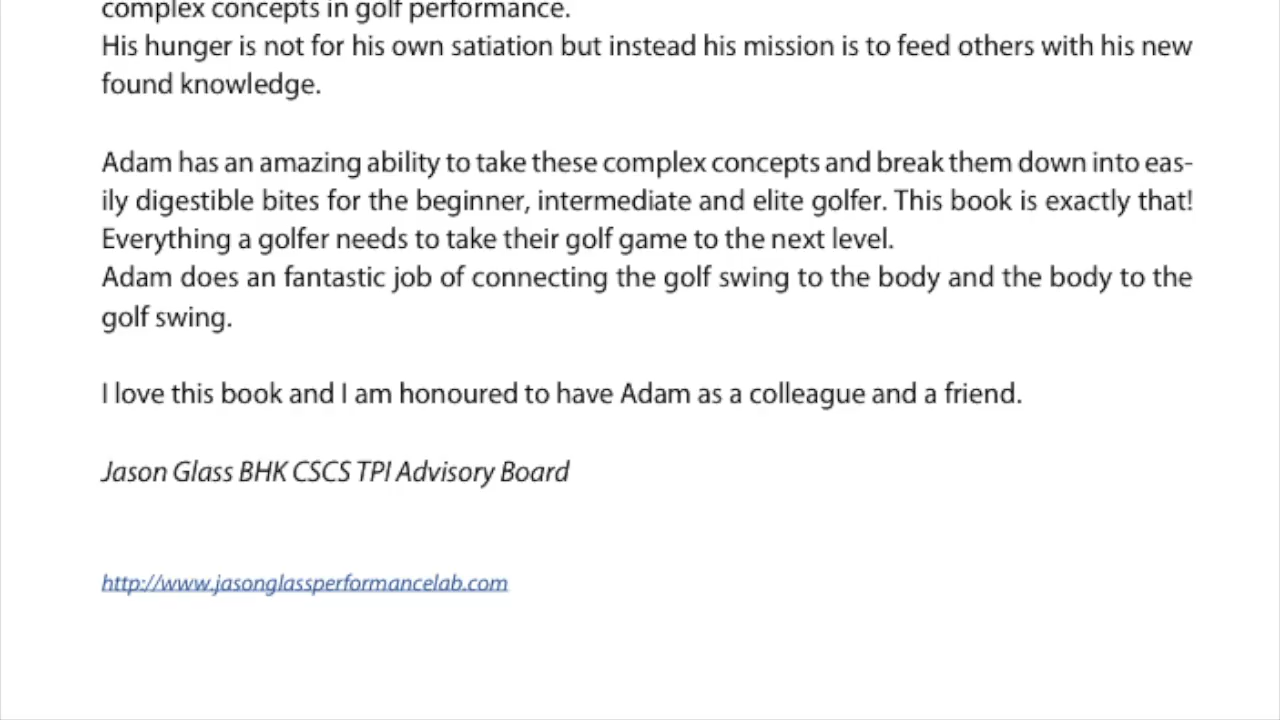 complex concepts in golf performance.
His hunger is not for his own satiation but instead his mission is to feed others with his new
found knowledge.
Adam has an amazing ability to take these complex concepts and break them down into eas-
ily digestible bites for the beginner, intermediate and elite golfer. This book is exactly that!
Everything a golfer needs to take their golf game to the next level.
Adam does an fantastic job of connecting the golf swing to the body and the body to the
golf swing.
I love this book and I am honoured to have Adam as a colleague and a friend.
Jason Glass BHK CSCS TPI Advisory Board
http://www.jasonglassperformancelab.com